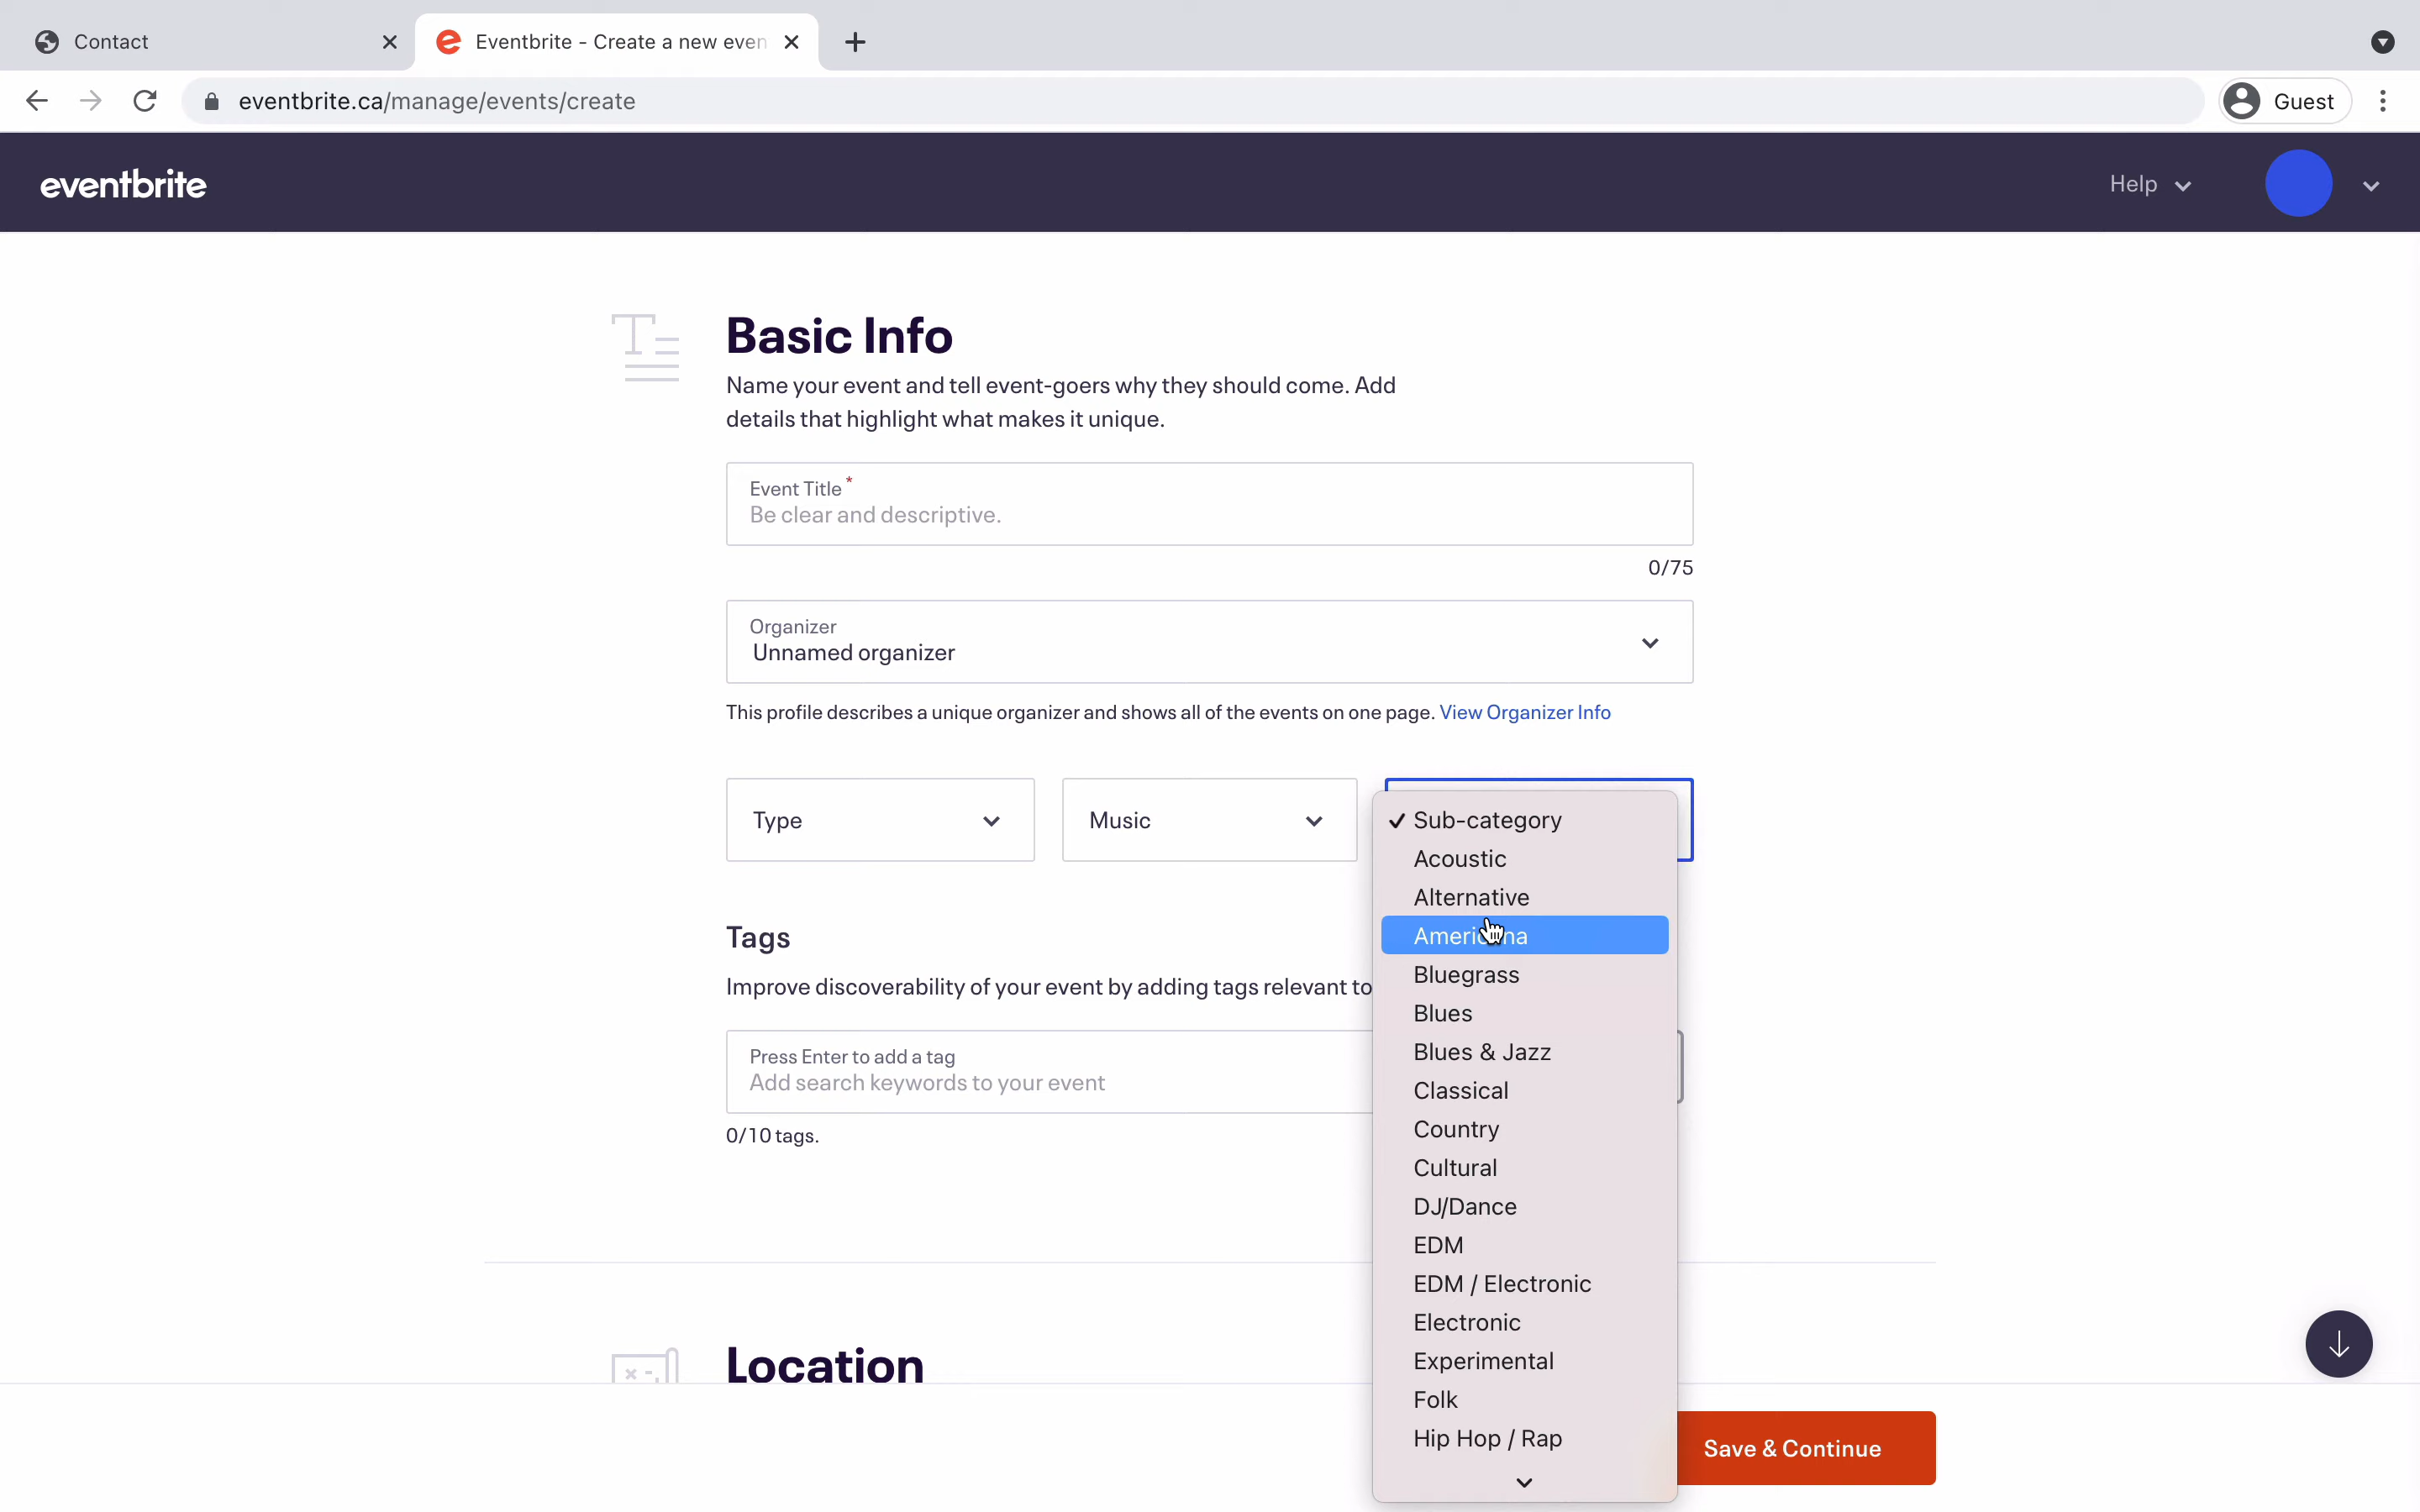 Contact
Eventbrite - Create a new even
eventbrite.ca/manage/events/create
Guest
eventbrite
Help
Basic Info
Name your event and tell event-goers why they should come. Add
details that highlight what makes it unique.
Event Title *
Be clear and descriptive.
0/75
Organizer
Unnamed organizer
This profile describes a unique organizer and shows all of the events on one page. View Organizer Info
Type
Music
Sub-category
Acoustic
Alternative
Americana
Bluegrass
Blues
Blues & Jazz
Classical
Country
Cultural
DJ/Dance
EDM
EDM / Electronic
Electronic
Experimental
Folk
Hip Hop / Rap
Tags
Improve discoverability of your event by adding tags relevant to
Press Enter to add a tag
Add search keywords to your event
0/10 tags.
Location
Save & Continue